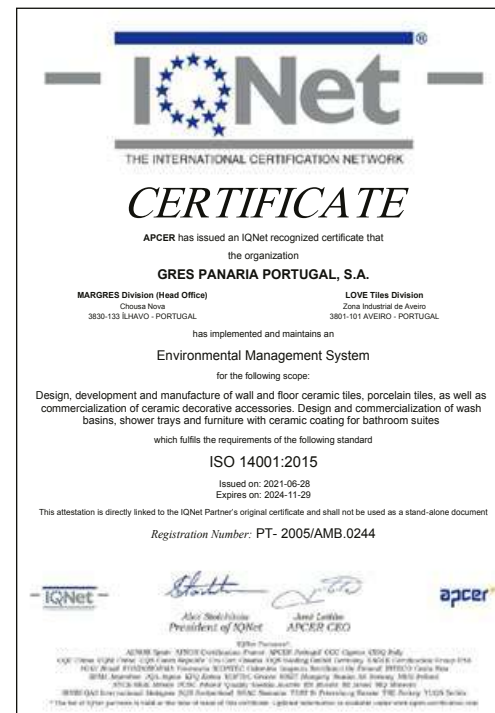 IQNet ®
THE INTERNATIONAL CERTIFICATION NETWORK
CERTIFICATE
APCER has issued an IQNet recognized certificate that
the organization
GRES PANARIA PORTUGAL, S.A.
MARGRES Division (Head Office)
Chousa Nova
3830-133 ÍLHAVO - PORTUGAL
LOVE Tiles Division
Zona Industrial de Aveiro
3801-101 AVEIRO - PORTUGAL
has implemented and maintains an
Environmental Management System
for the following scope:
Design, development and manufacture of wall and floor ceramic tiles, porcelain tiles, as well as
commercialization of ceramic decorative accessories. Design and commercialization of wash
basins, shower trays and furniture with ceramic coating for bathroom suites
which fulfils the requirements of the following standard
ISO 14001:2015
Issued on: 2021-06-28
Expires on: 2024-11-29
This attestation is directly linked to the IQNet Partner's original certificate and shall not be used as a stand-alone document
Registration Number: PT- 2005/AMB.0244
IQNet
apcer
President of IQNet
APCER CEO
IQNet Partners*: